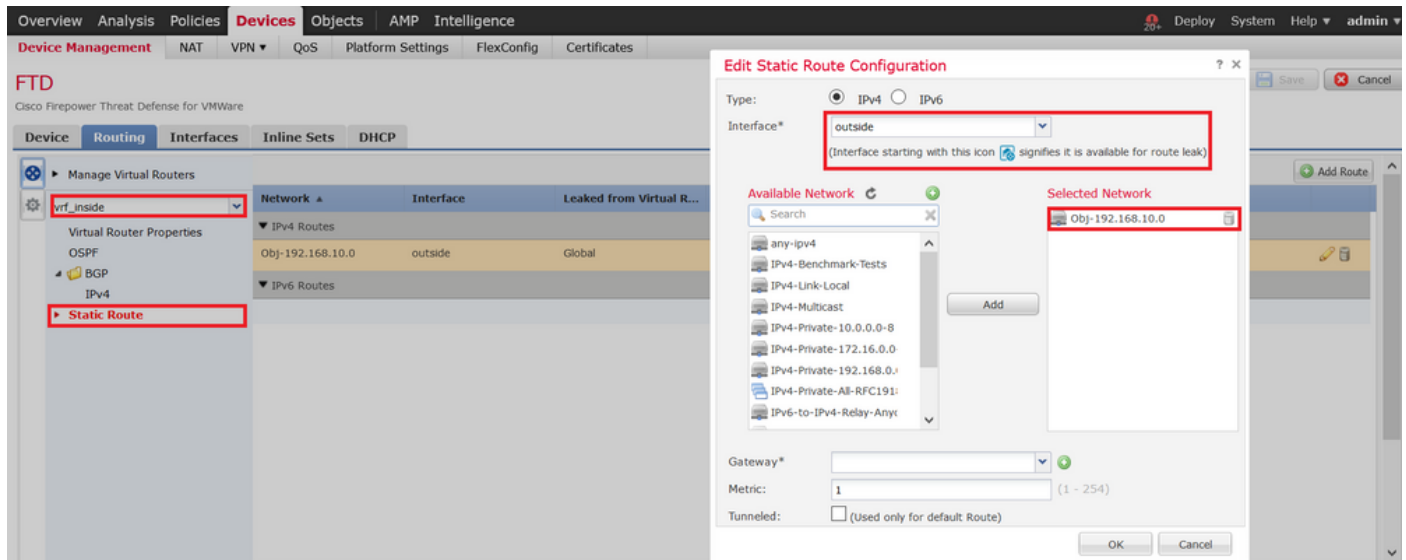 Overview Analysis Policies Devices Objects AMP Intelligence 20+ Deploy System Help admin
Device Management NAT VPN QoS Platform Settings FlexConfig Certificates
FTD
Cisco Firepower Threat Defense for VMWare
Save Cancel
Device Routing Interfaces Inline Sets DHCP
Manage Virtual Routers
vrf_inside
Virtual Router Properties
OSPF
BGP
IPv4
Static Route
Add Route
Network Interface Leaked from Virtual R...
IPv4 Routes
Obj-192.168.10.0 outside Global
IPv6 Routes
Edit Static Route Configuration ?
Type: IPv4 IPv6
Interface* outside
(Interface starting with this icon signifies it is available for route leak)
Available Network
Search
any-ipv4
IPv4-Benchmark-Tests
IPv4-Link-Local
IPv4-Multicast
IPv4-Private-10.0.0.0-8
IPv4-Private-172.16.0.0-
IPv4-Private-192.168.0.
IPv4-Private-All-RFC191
IPv6-to-IPv4-Relay-Any
Add
Selected Network
Obj-192.168.10.0
Gateway*
Metric: 1 (1 - 254)
Tunneled: (Used only for default Route)
OK Cancel